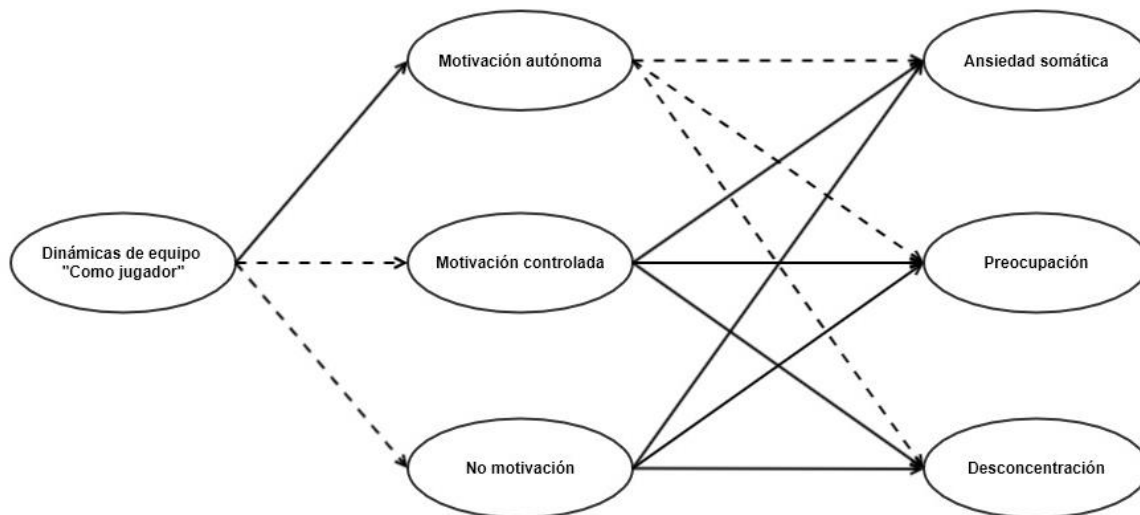 Motivación autónoma
Ansiedad somática
Dinámicas de equipo
"Como jugador"
Motivación controlada
Preocupación
No motivación
Desconcentración